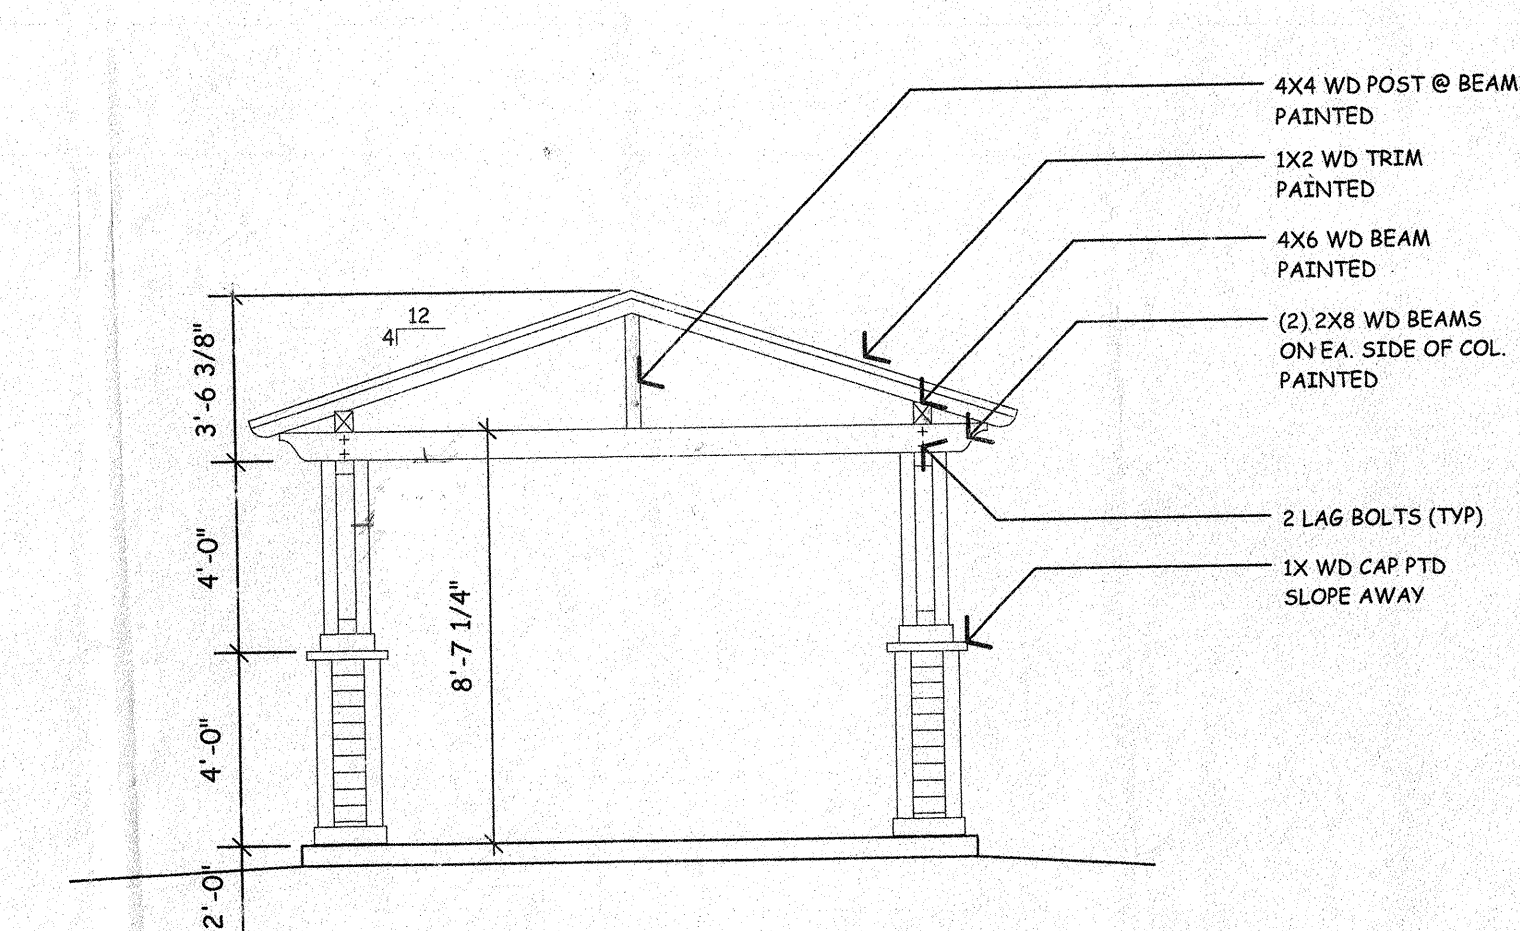 4X4 WD POST @ BEAM
PAINTED
1X2 WD TRIM
PAINTED
4X6 WD BEAM
PAINTED
(2) 2X8 WD BEAMS
ON EA. SIDE OF COL.
PAINTED
2 LAG BOLTS (TYP)
1X WD CAP PTD
SLOPE AWAY
12
4
3'-6 3/8"
4'-0"
8'-7 1/4"
4'-0"
2'-0"